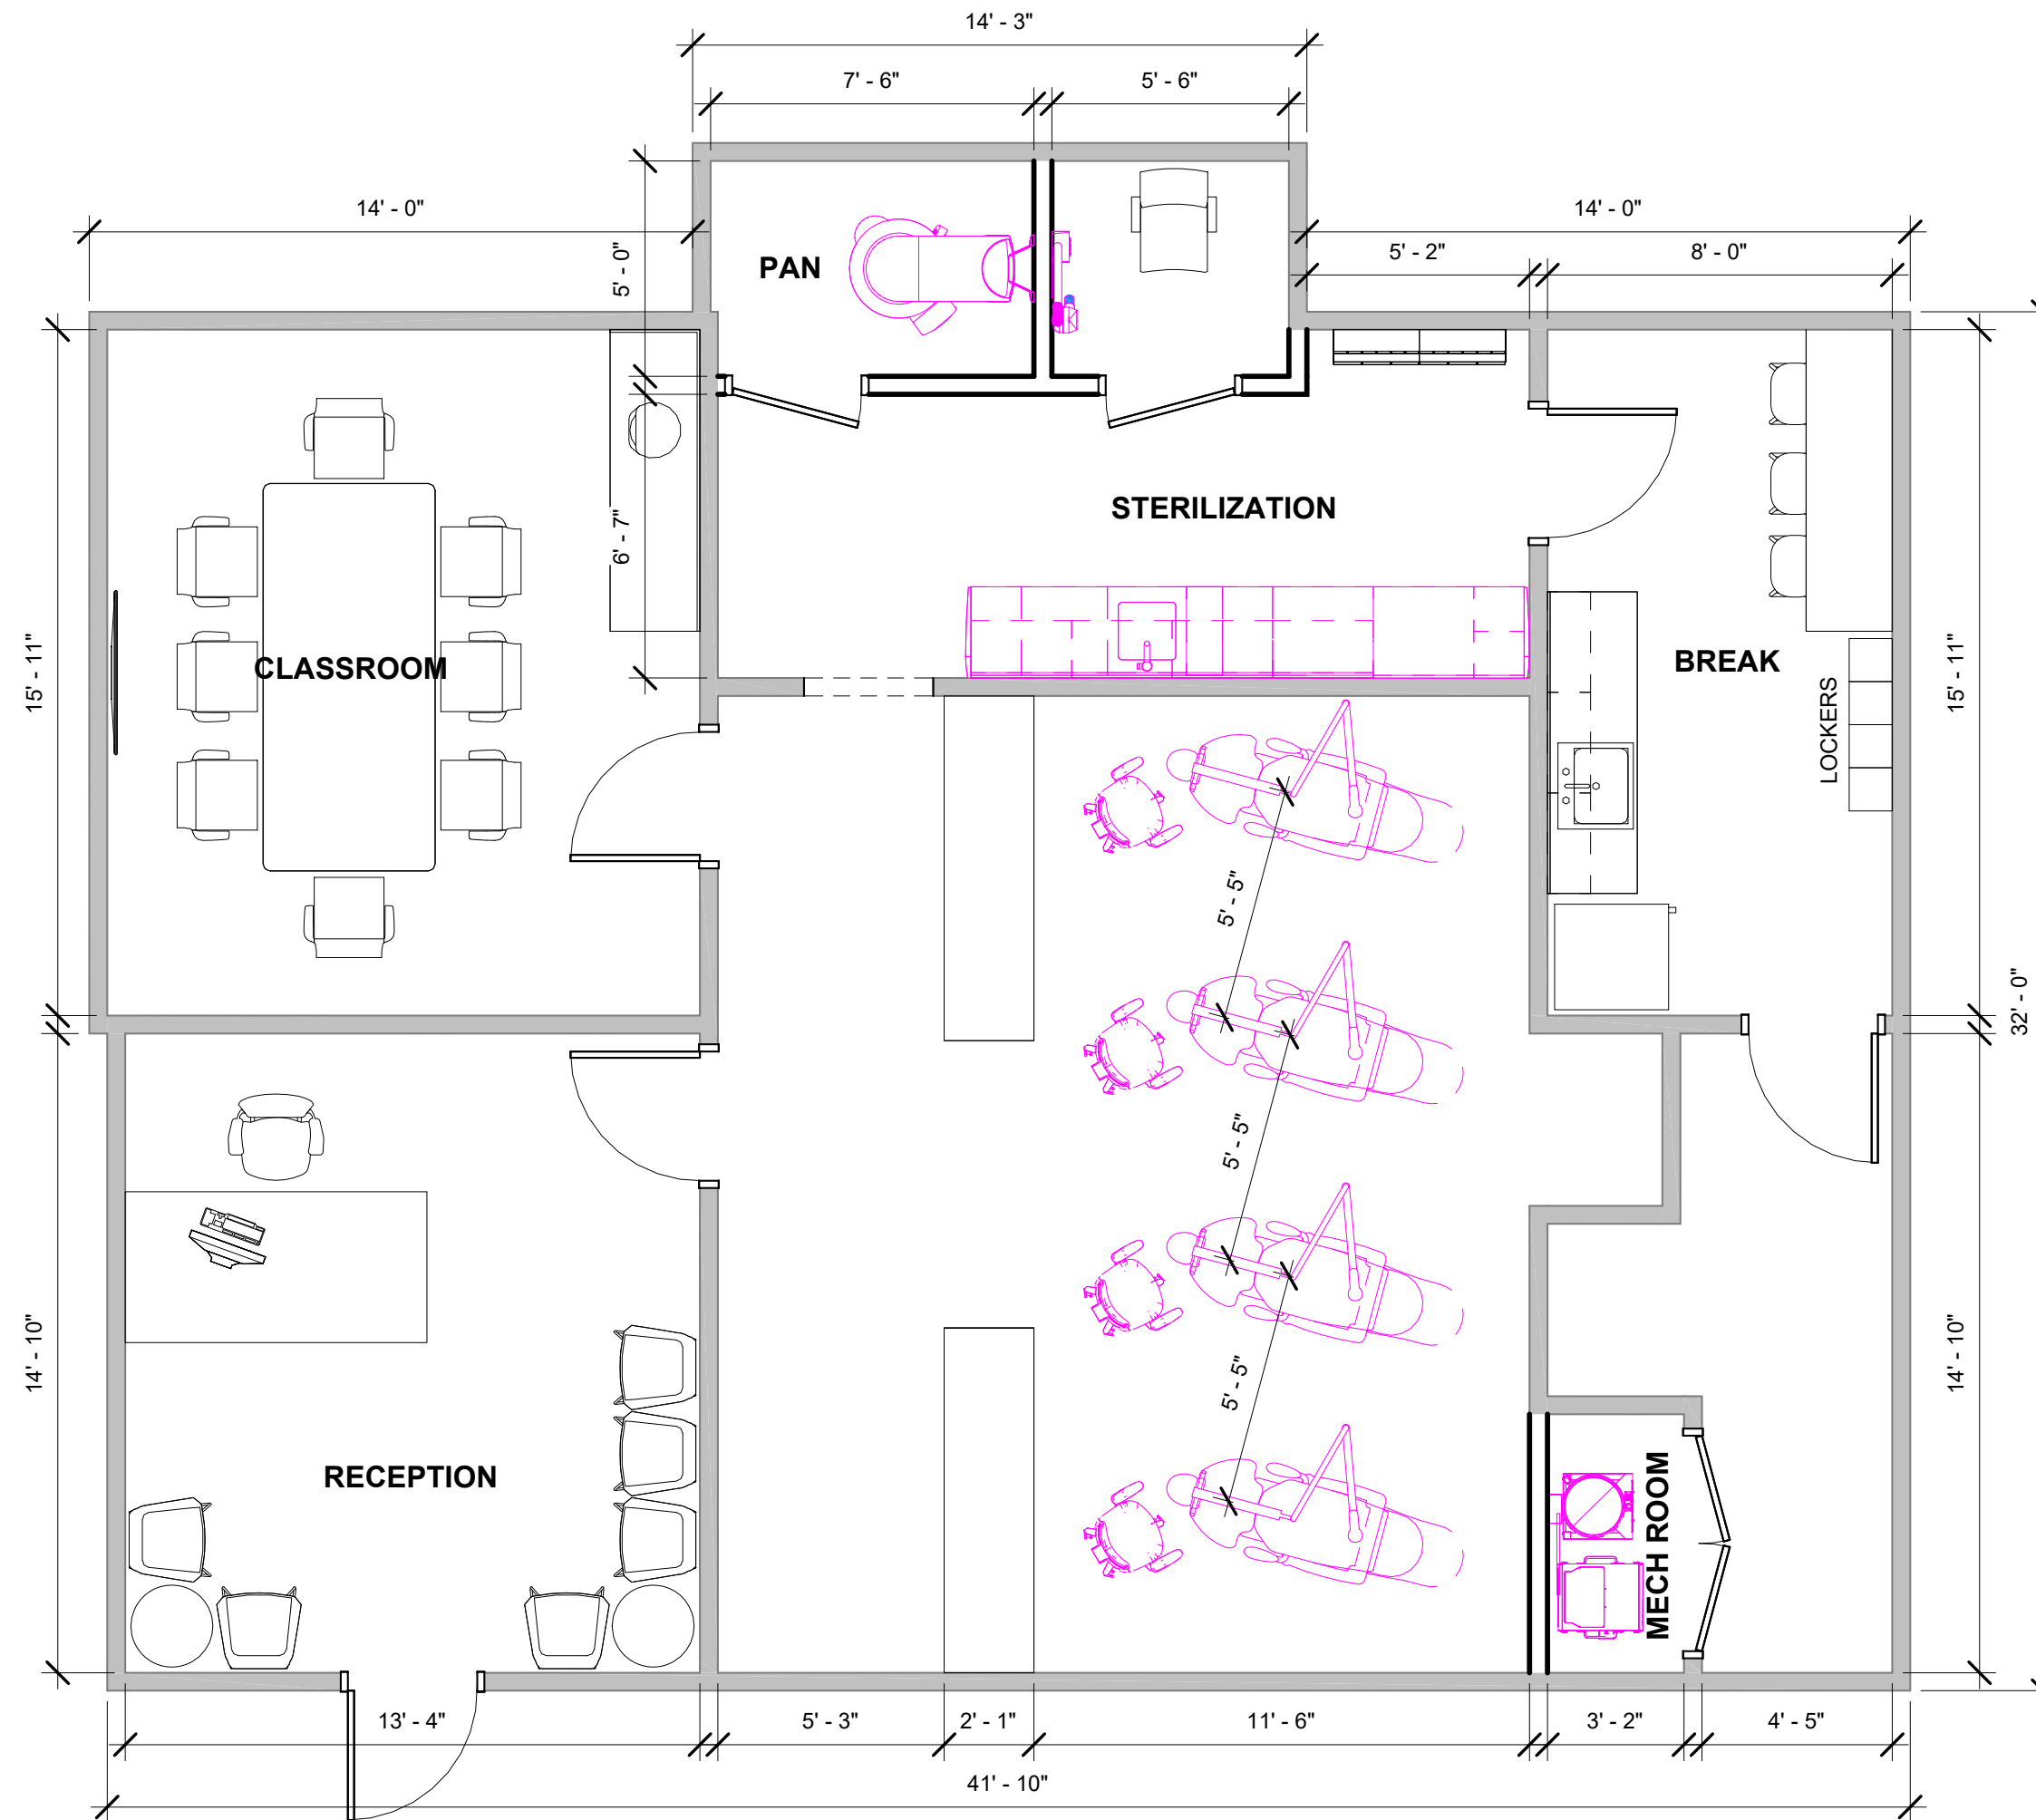 14' - 3"
7' - 6"
5' - 6"
14' - 0"
14' - 0"
5' - 2"
8' - 0"
5' - 0"
PAN
STERILIZATION
6' - 7"
CLASSROOM
BREAK
15' - 11"
15' - 11"
LOCKERS
5' - 5"
32' - 0"
5' - 5"
14' - 10"
14' - 10"
5' - 5"
RECEPTION
MECH ROOM
13' - 4"
5' - 3"
2' - 1"
11' - 6"
3' - 2"
4' - 5"
41' - 10"